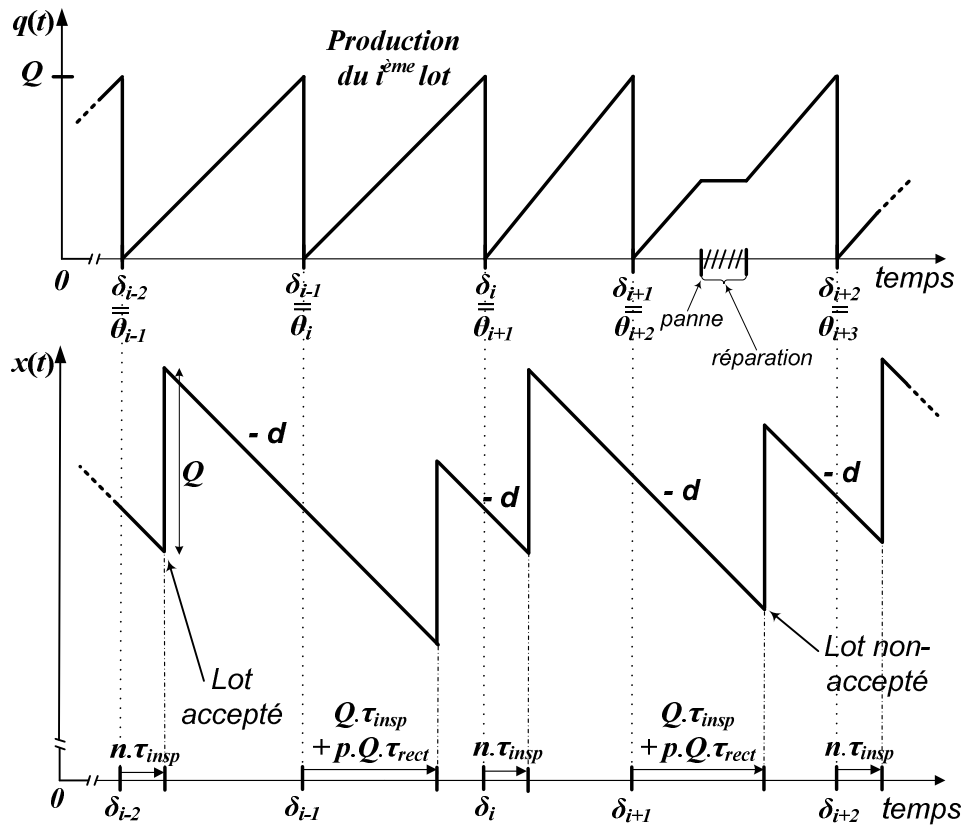 q(t)
Q
Production
du i^ème lot
0
δi-2
δi-1
δi
δi+1
δi+2
temps
=
=
=
=
=
θi-1
θi
θi+1
θi+2
θi+3
panne
réparation
x(t)
- d
Q
- d
- d
- d
Lot
accepté
Lot non-
accepté
Q.τinsp
+ p.Q.τrect
Q.τinsp
+ p.Q.τrect
n.τinsp
n.τinsp
n.τinsp
0
δi-2
δi-1
δi
δi+1
δi+2
temps